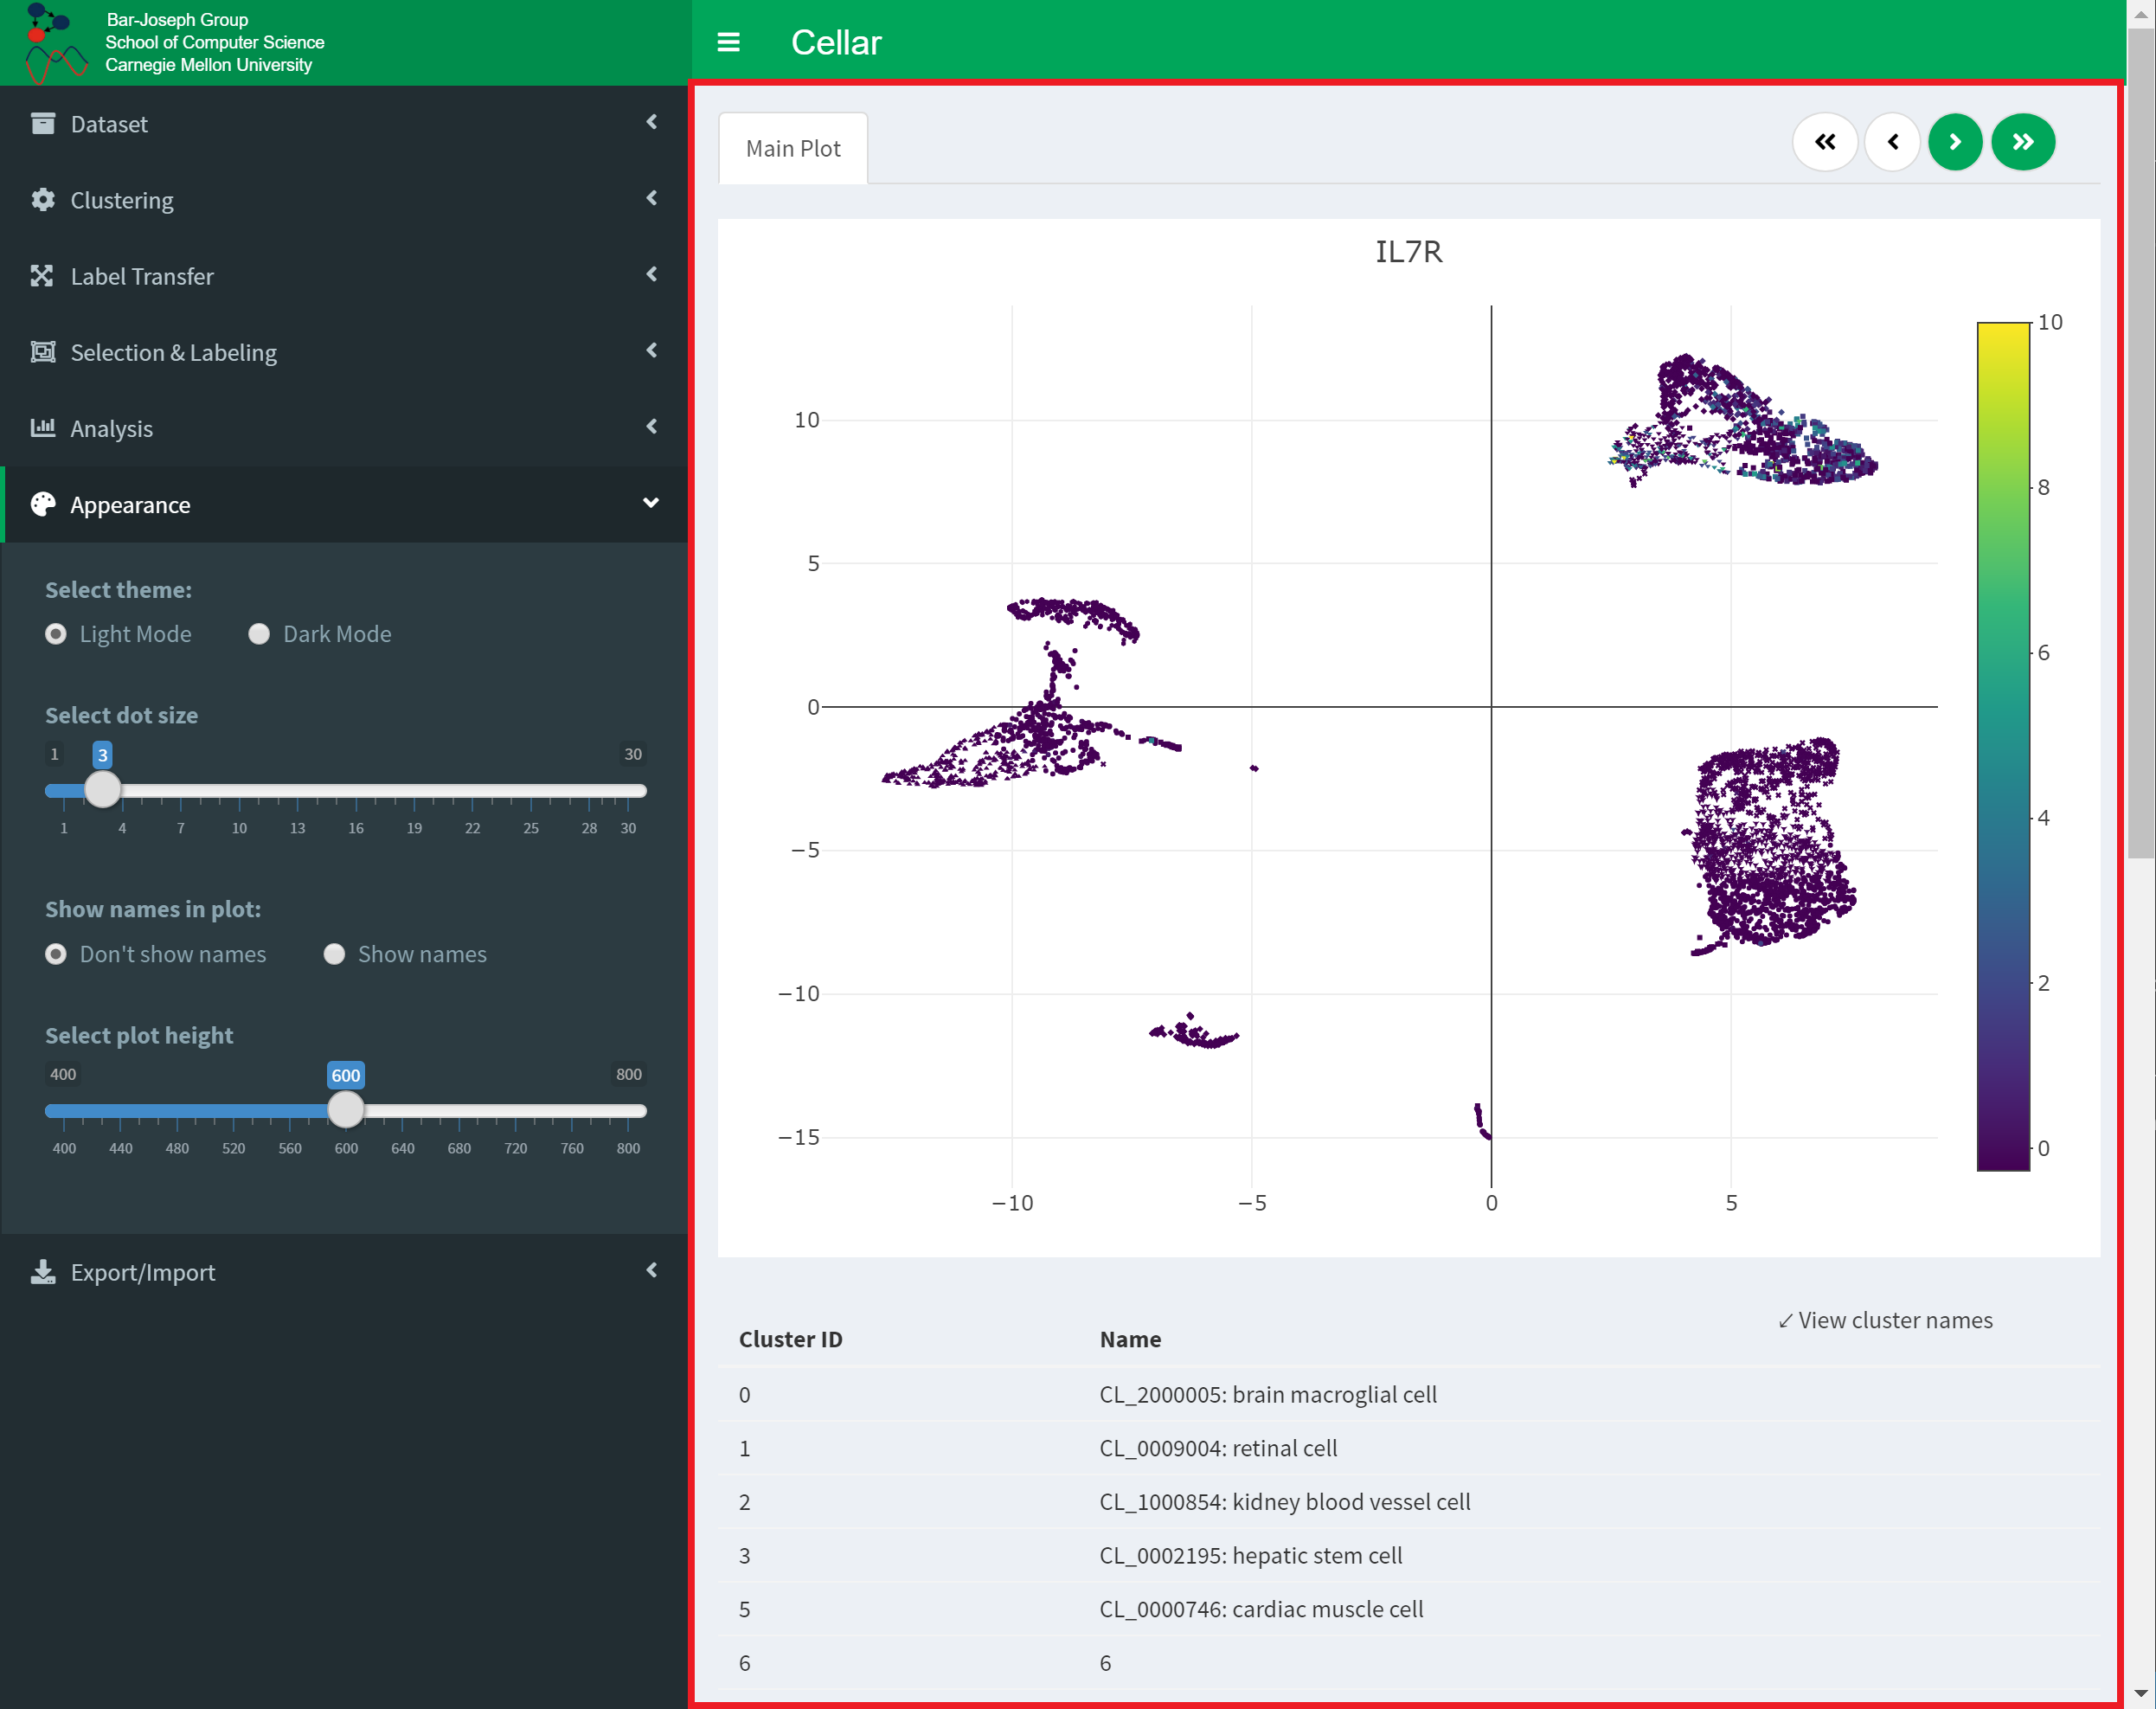 Bar-Joseph Group
School of Computer Science
Carnegie Mellon University
Cellar
Dataset
Clustering
Label Transfer
Selection & Labeling
Analysis
Appearance
Select theme:
Light Mode Dark Mode
Select dot size
1 3 30
1 4 7 10 13 16 19 22 25 28 30
Show names in plot:
Don't show names Show names
Select plot height
400 600 800
400 440 480 520 560 600 640 680 720 760 800
Export/Import
Main Plot
IL7R
10
5
0
−5
−10
−15
−10 −5 0 5
10
8
6
4
2
0
View cluster names
Cluster ID Name
0 CL_2000005: brain macroglial cell
1 CL_0009004: retinal cell
2 CL_1000854: kidney blood vessel cell
3 CL_0002195: hepatic stem cell
5 CL_0000746: cardiac muscle cell
6 6